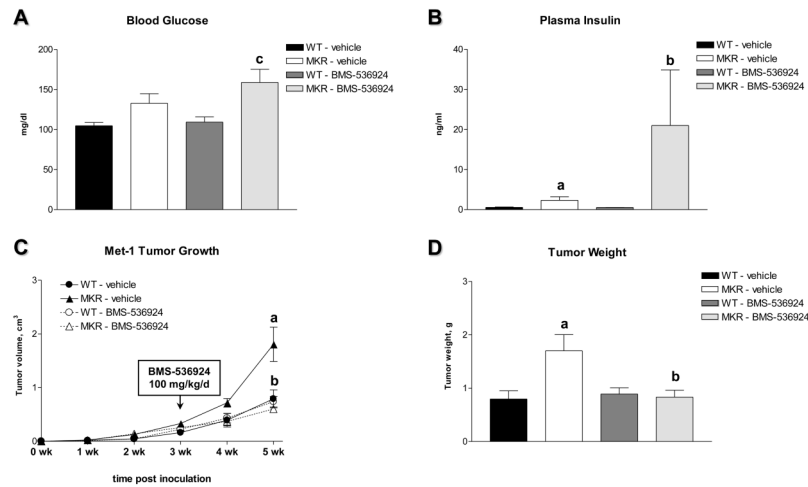 A
Blood Glucose
200
150
100
50
0
mg/dl
c
WT - vehicle
MKR - vehicle
WT - BMS-536924
MKR - BMS-536924
B
Plasma Insulin
40
30
20
10
0
ng/ml
a
b
WT - vehicle
MKR - vehicle
WT - BMS-536924
MKR - BMS-536924
C
Met-1 Tumor Growth
WT - vehicle
MKR - vehicle
WT - BMS-536924
MKR - BMS-536924
3
2
1
0
Tumor volume, cm³
BMS-536924
100 mg/kg/d
a
b
0 wk 1 wk 2 wk 3 wk 4 wk 5 wk
time post inoculation
D
Tumor Weight
3
2
1
0
Tumor weight, g
a
b
WT - vehicle
MKR - vehicle
WT - BMS-536924
MKR - BMS-536924